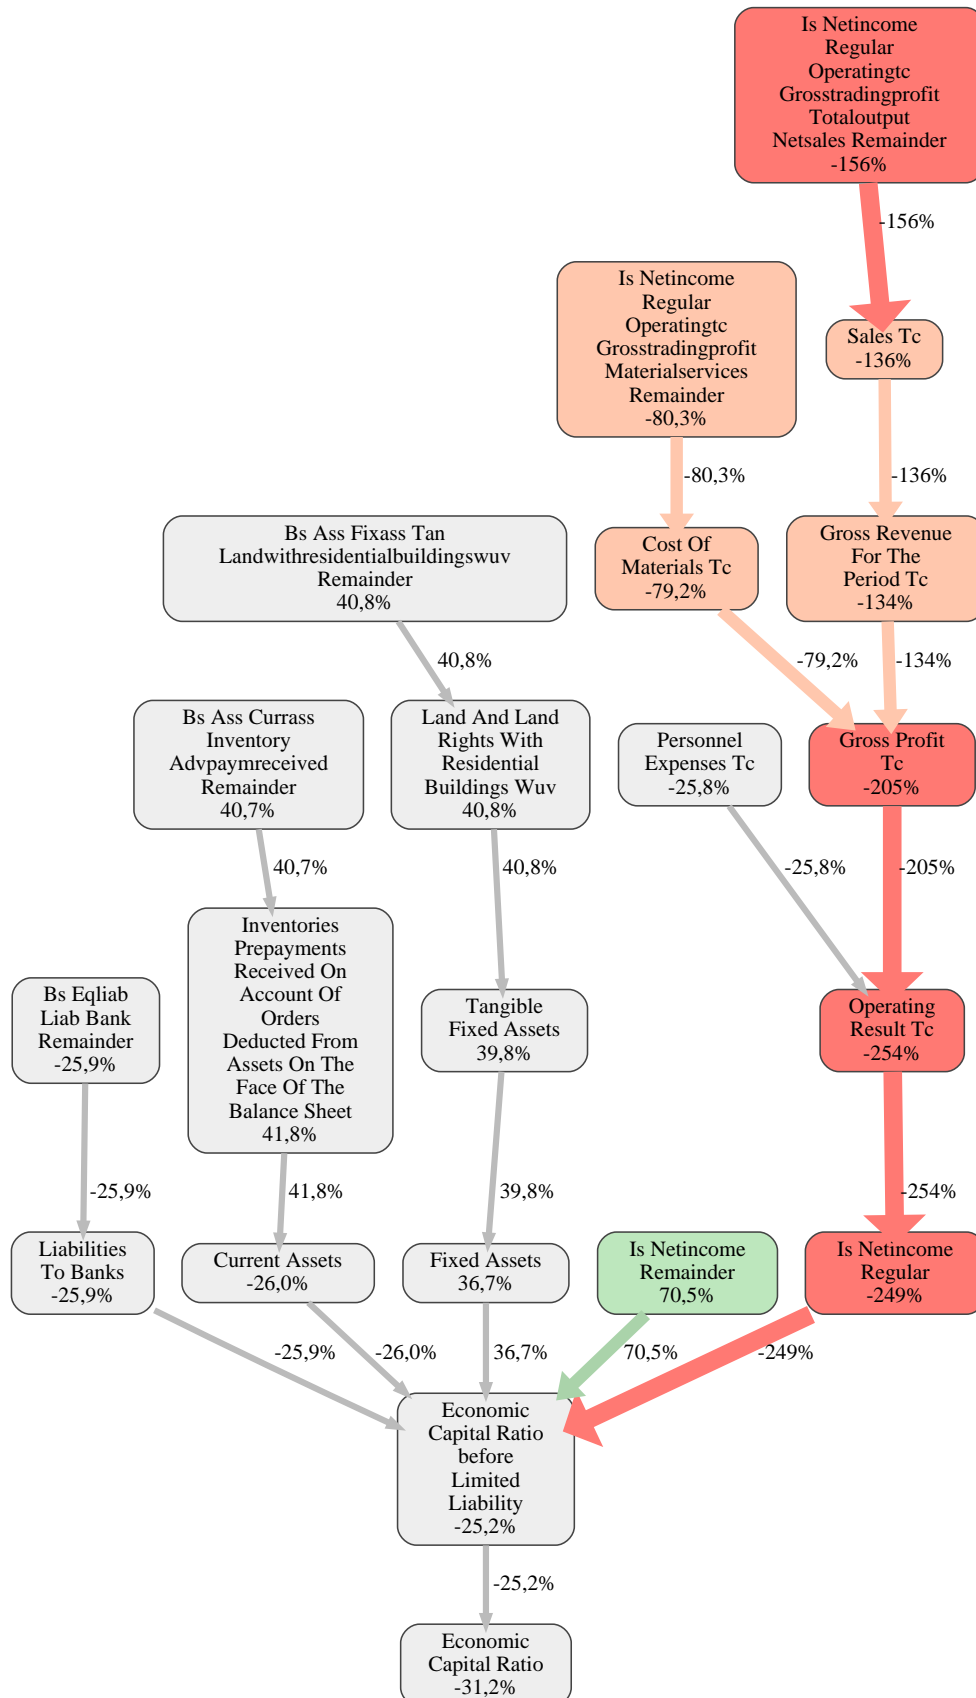 Is Netincome
Regular
Operatingtc
Grosstradingprofit
Totaloutput
Netsales Remainder
-156%
-156%
Is Netincome
Regular
Operatingtc
Grosstradingprofit
Materialservices
Remainder
-80,3%
Sales Tc
-136%
-80,3%
-136%
Bs Ass Fixass Tan
Landwithresidentialbuildingswuv
Remainder
40,8%
Cost Of
Materials Tc
-79,2%
Gross Revenue
For The
Period Tc
-134%
40,8%
-79,2%
-134%
Bs Ass Currass
Inventory
Advpaymreceived
Remainder
40,7%
Land And Land
Rights With
Residential
Buildings Wuv
40,8%
Personnel
Expenses Tc
-25,8%
Gross Profit
Tc
-205%
40,7%
40,8%
-25,8%
-205%
Bs Eqliab
Liab Bank
Remainder
-25,9%
Inventories
Prepayments
Received On
Account Of
Orders
Deducted From
Assets On The
Face Of The
Balance Sheet
41,8%
Tangible
Fixed Assets
39,8%
Operating
Result Tc
-254%
-25,9%
41,8%
39,8%
-254%
Liabilities
To Banks
-25,9%
Current Assets
-26,0%
Fixed Assets
36,7%
Is Netincome
Remainder
70,5%
Is Netincome
Regular
-249%
-25,9%
-26,0%
36,7%
70,5%
-249%
Economic
Capital Ratio
before
Limited
Liability
-25,2%
-25,2%
Economic
Capital Ratio
-31,2%